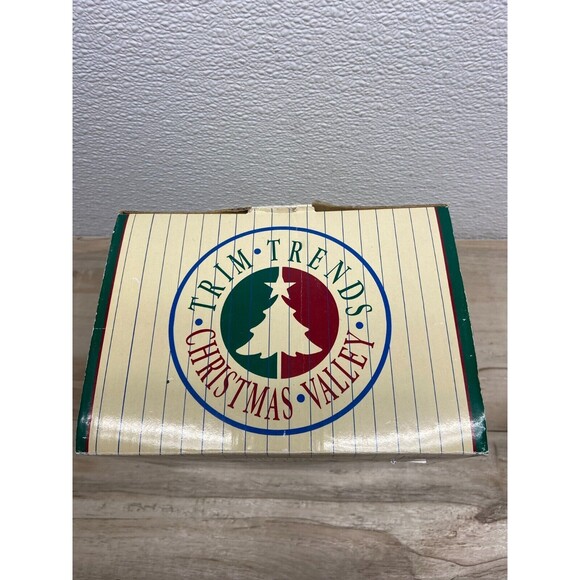 TRIM · TRENDS
· CHRISTMAS · VALLEY ·